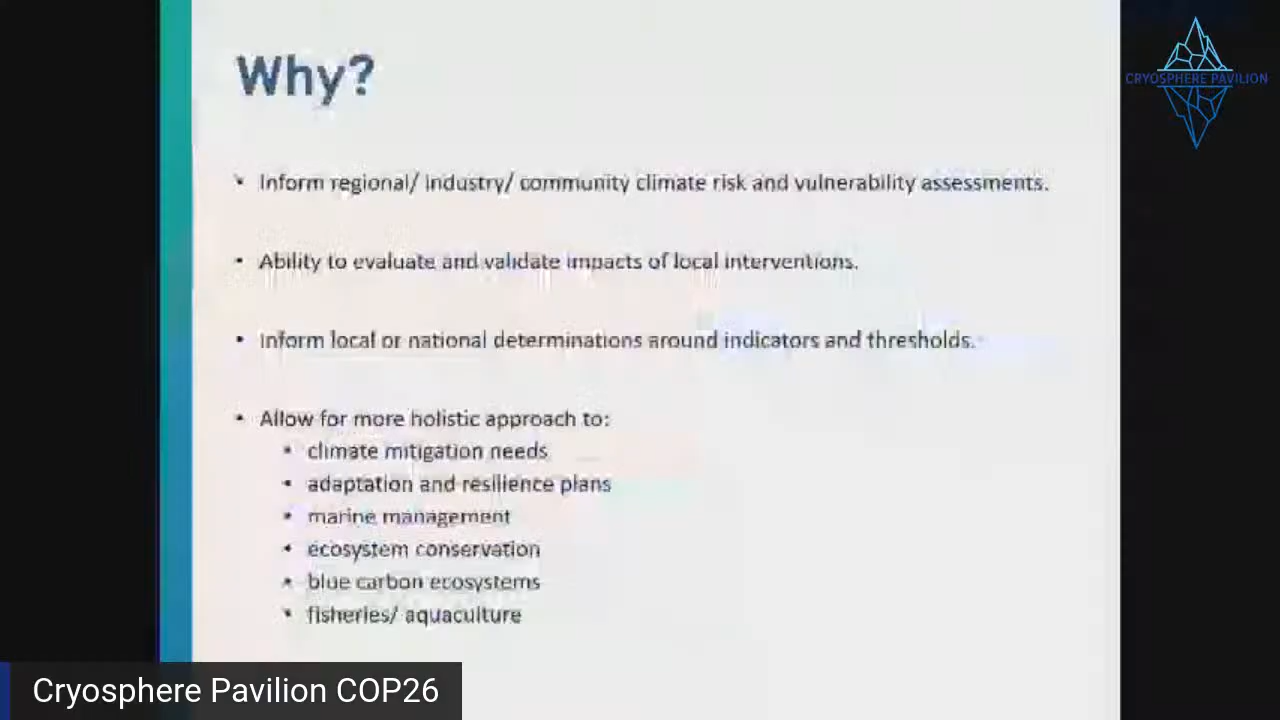 Why?
CRYOSPHERE PAVILION
• Inform regional/ industry/ community climate risk and vulnerability assessments.
• Ability to evaluate and validate impacts of local interventions.
• Inform local or national determinations around indicators and thresholds.
• Allow for more holistic approach to:
• climate mitigation needs
• adaptation and resilience plans
• marine management
• ecosystem conservation
• blue carbon ecosystems
• fisheries/ aquaculture
Cryosphere Pavilion COP26